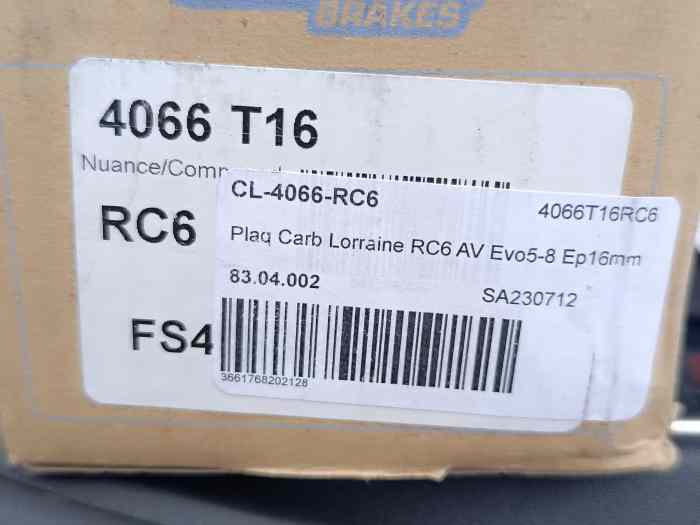 BRAKES
4066 T16
Nuance/Comp
RC6
FS4
CL-4066-RC6
4066T16RC6
Plaq Carb Lorraine RC6 AV Evo5-8 Ep16mm
83.04.002
SA230712
3661768202128